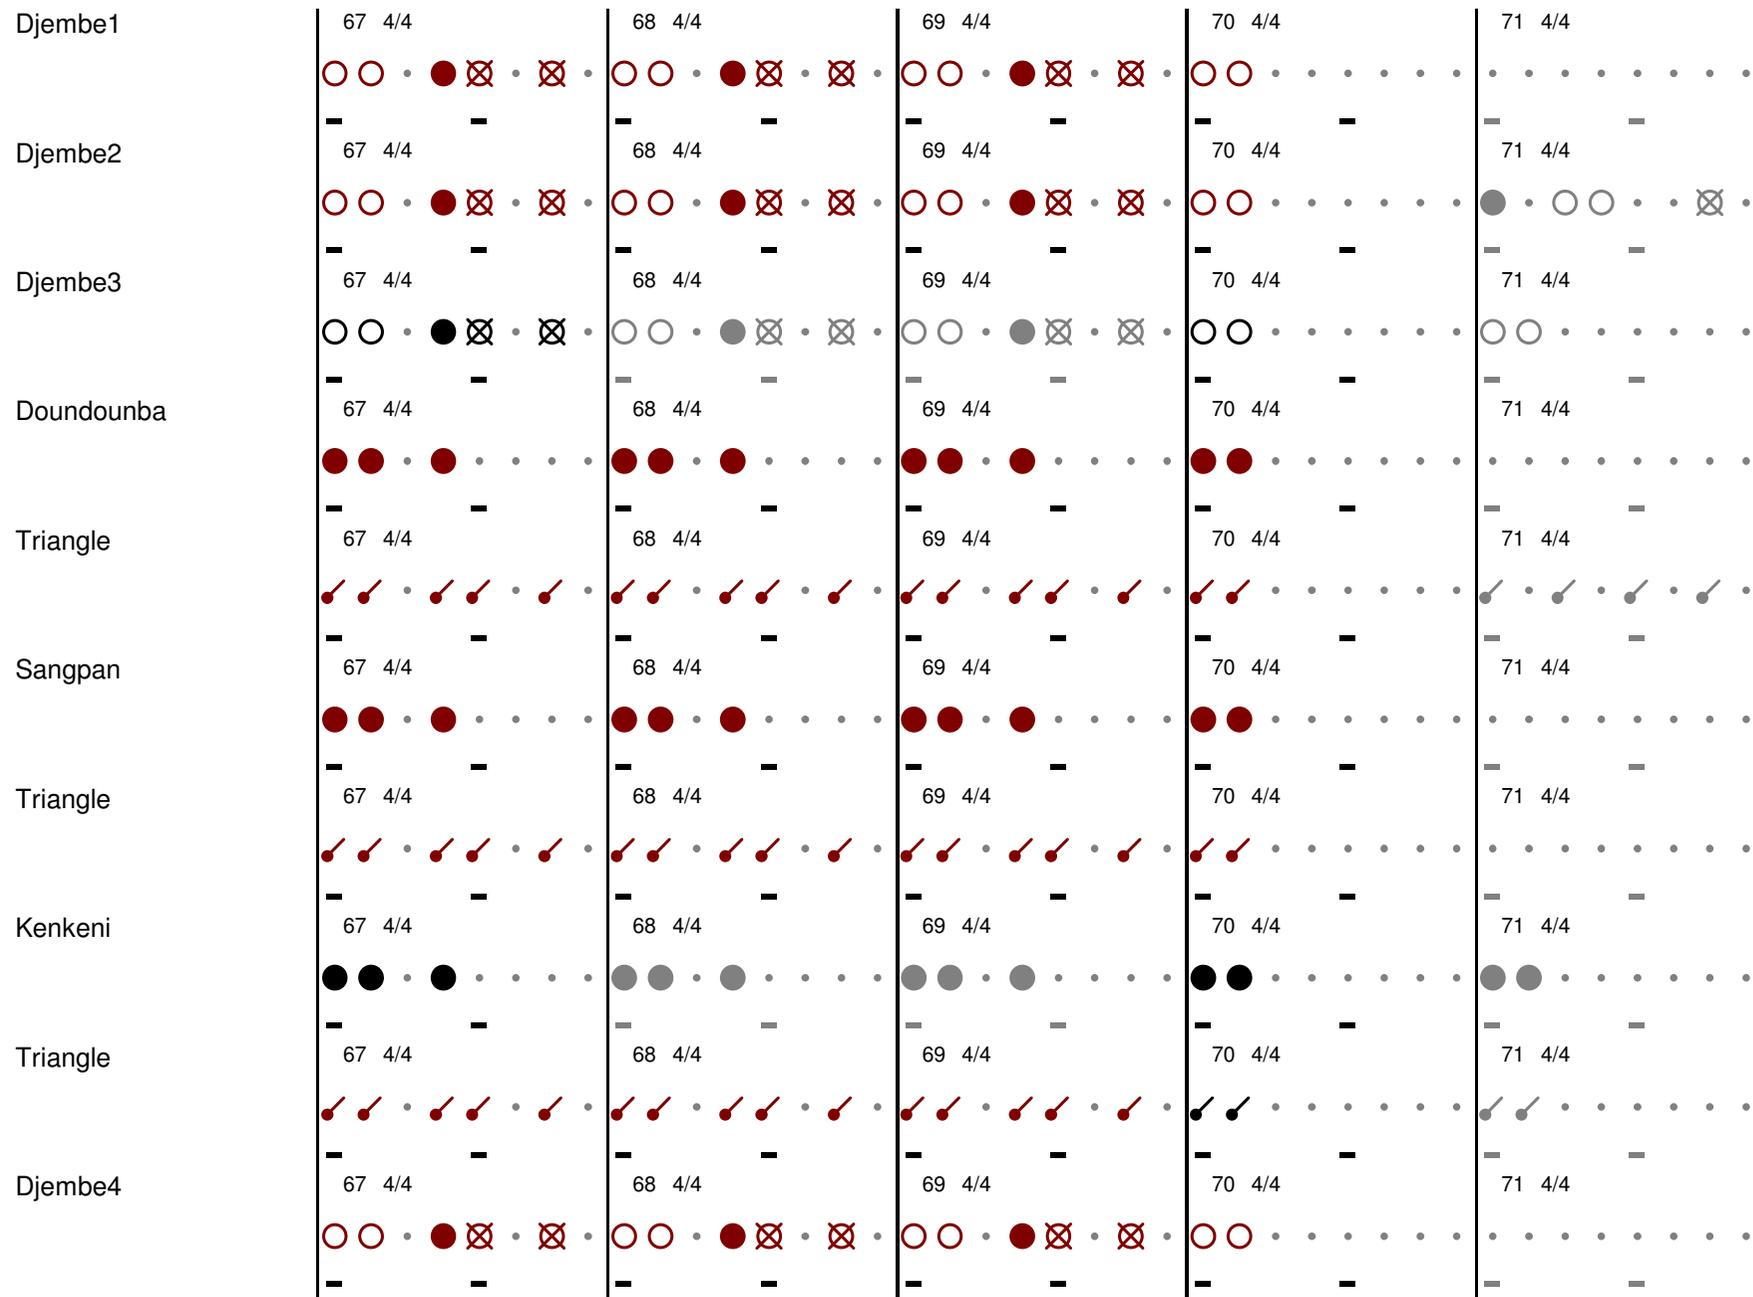 Djembe1 67 4/4 68 4/4 69 4/4 70 4/4 71 4/4
Djembe2 67 4/4 68 4/4 69 4/4 70 4/4 71 4/4
Djembe3 67 4/4 68 4/4 69 4/4 70 4/4 71 4/4
Doundounba 67 4/4 68 4/4 69 4/4 70 4/4 71 4/4
Triangle 67 4/4 68 4/4 69 4/4 70 4/4 71 4/4
Sangpan 67 4/4 68 4/4 69 4/4 70 4/4 71 4/4
Triangle 67 4/4 68 4/4 69 4/4 70 4/4 71 4/4
Kenkeni 67 4/4 68 4/4 69 4/4 70 4/4 71 4/4
Triangle 67 4/4 68 4/4 69 4/4 70 4/4 71 4/4
Djembe4 67 4/4 68 4/4 69 4/4 70 4/4 71 4/4